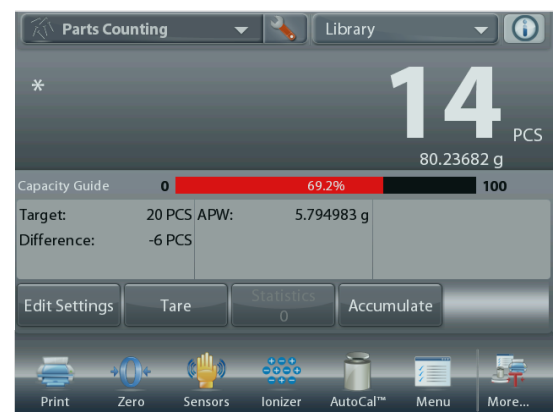 Parts Counting Library
*
14 PCS
80.23682 g
Capacity Guide 0 69.2% 100
Target: 20 PCS APW: 5.794983 g
Difference: -6 PCS
Edit Settings Tare Statistics 0 Accumulate
Print Zero Sensors Ionizer AutoCal™ Menu More...